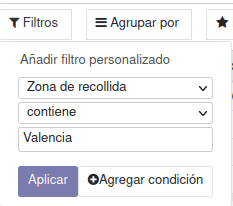 Filtros Agrupar por
Añadir filtro personalizado
Zona de recollida
contiene
Valencia
Aplicar Agregar condición